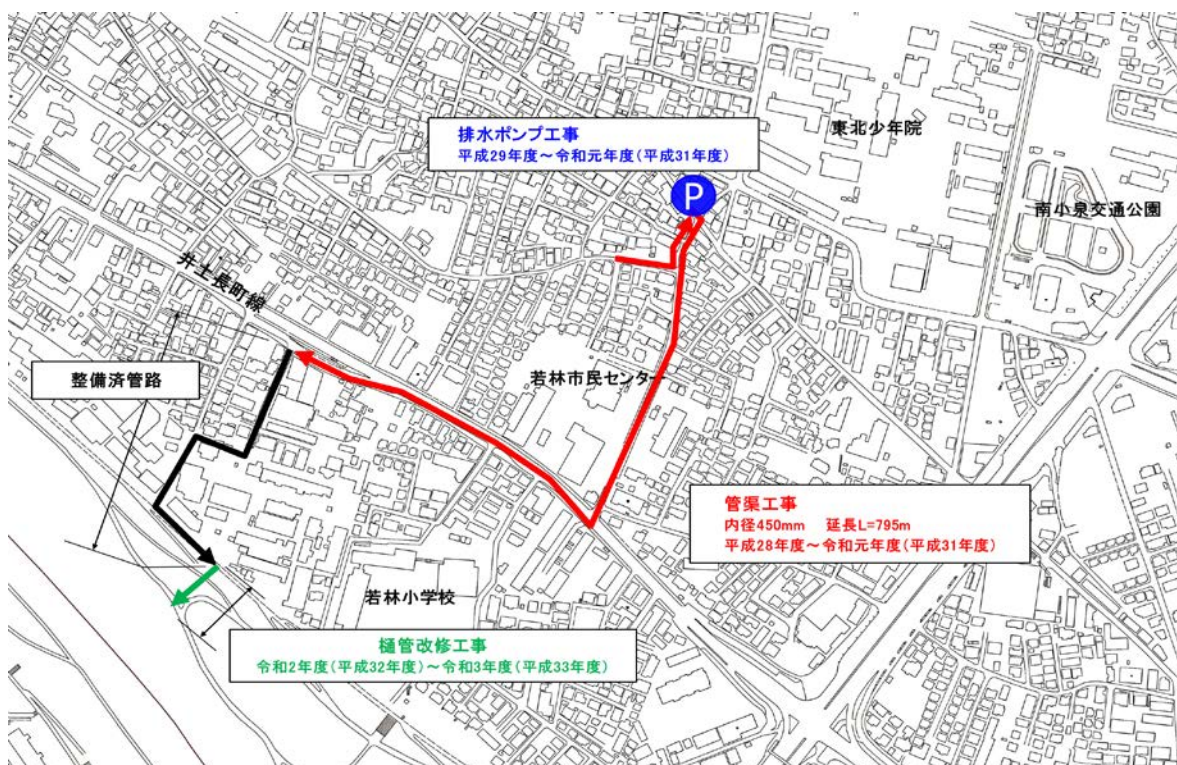 排水ポンプ工事
平成29年度～令和元年度(平成31年度)
東北少年院
P
南小泉交通公園
井土長町線
整備済管路
若林市民センター
管渠工事
内径450mm 延長L=795m
平成28年度～令和元年度(平成31年度)
若林小学校
樋管改修工事
令和2年度(平成32年度)～令和3年度(平成33年度)